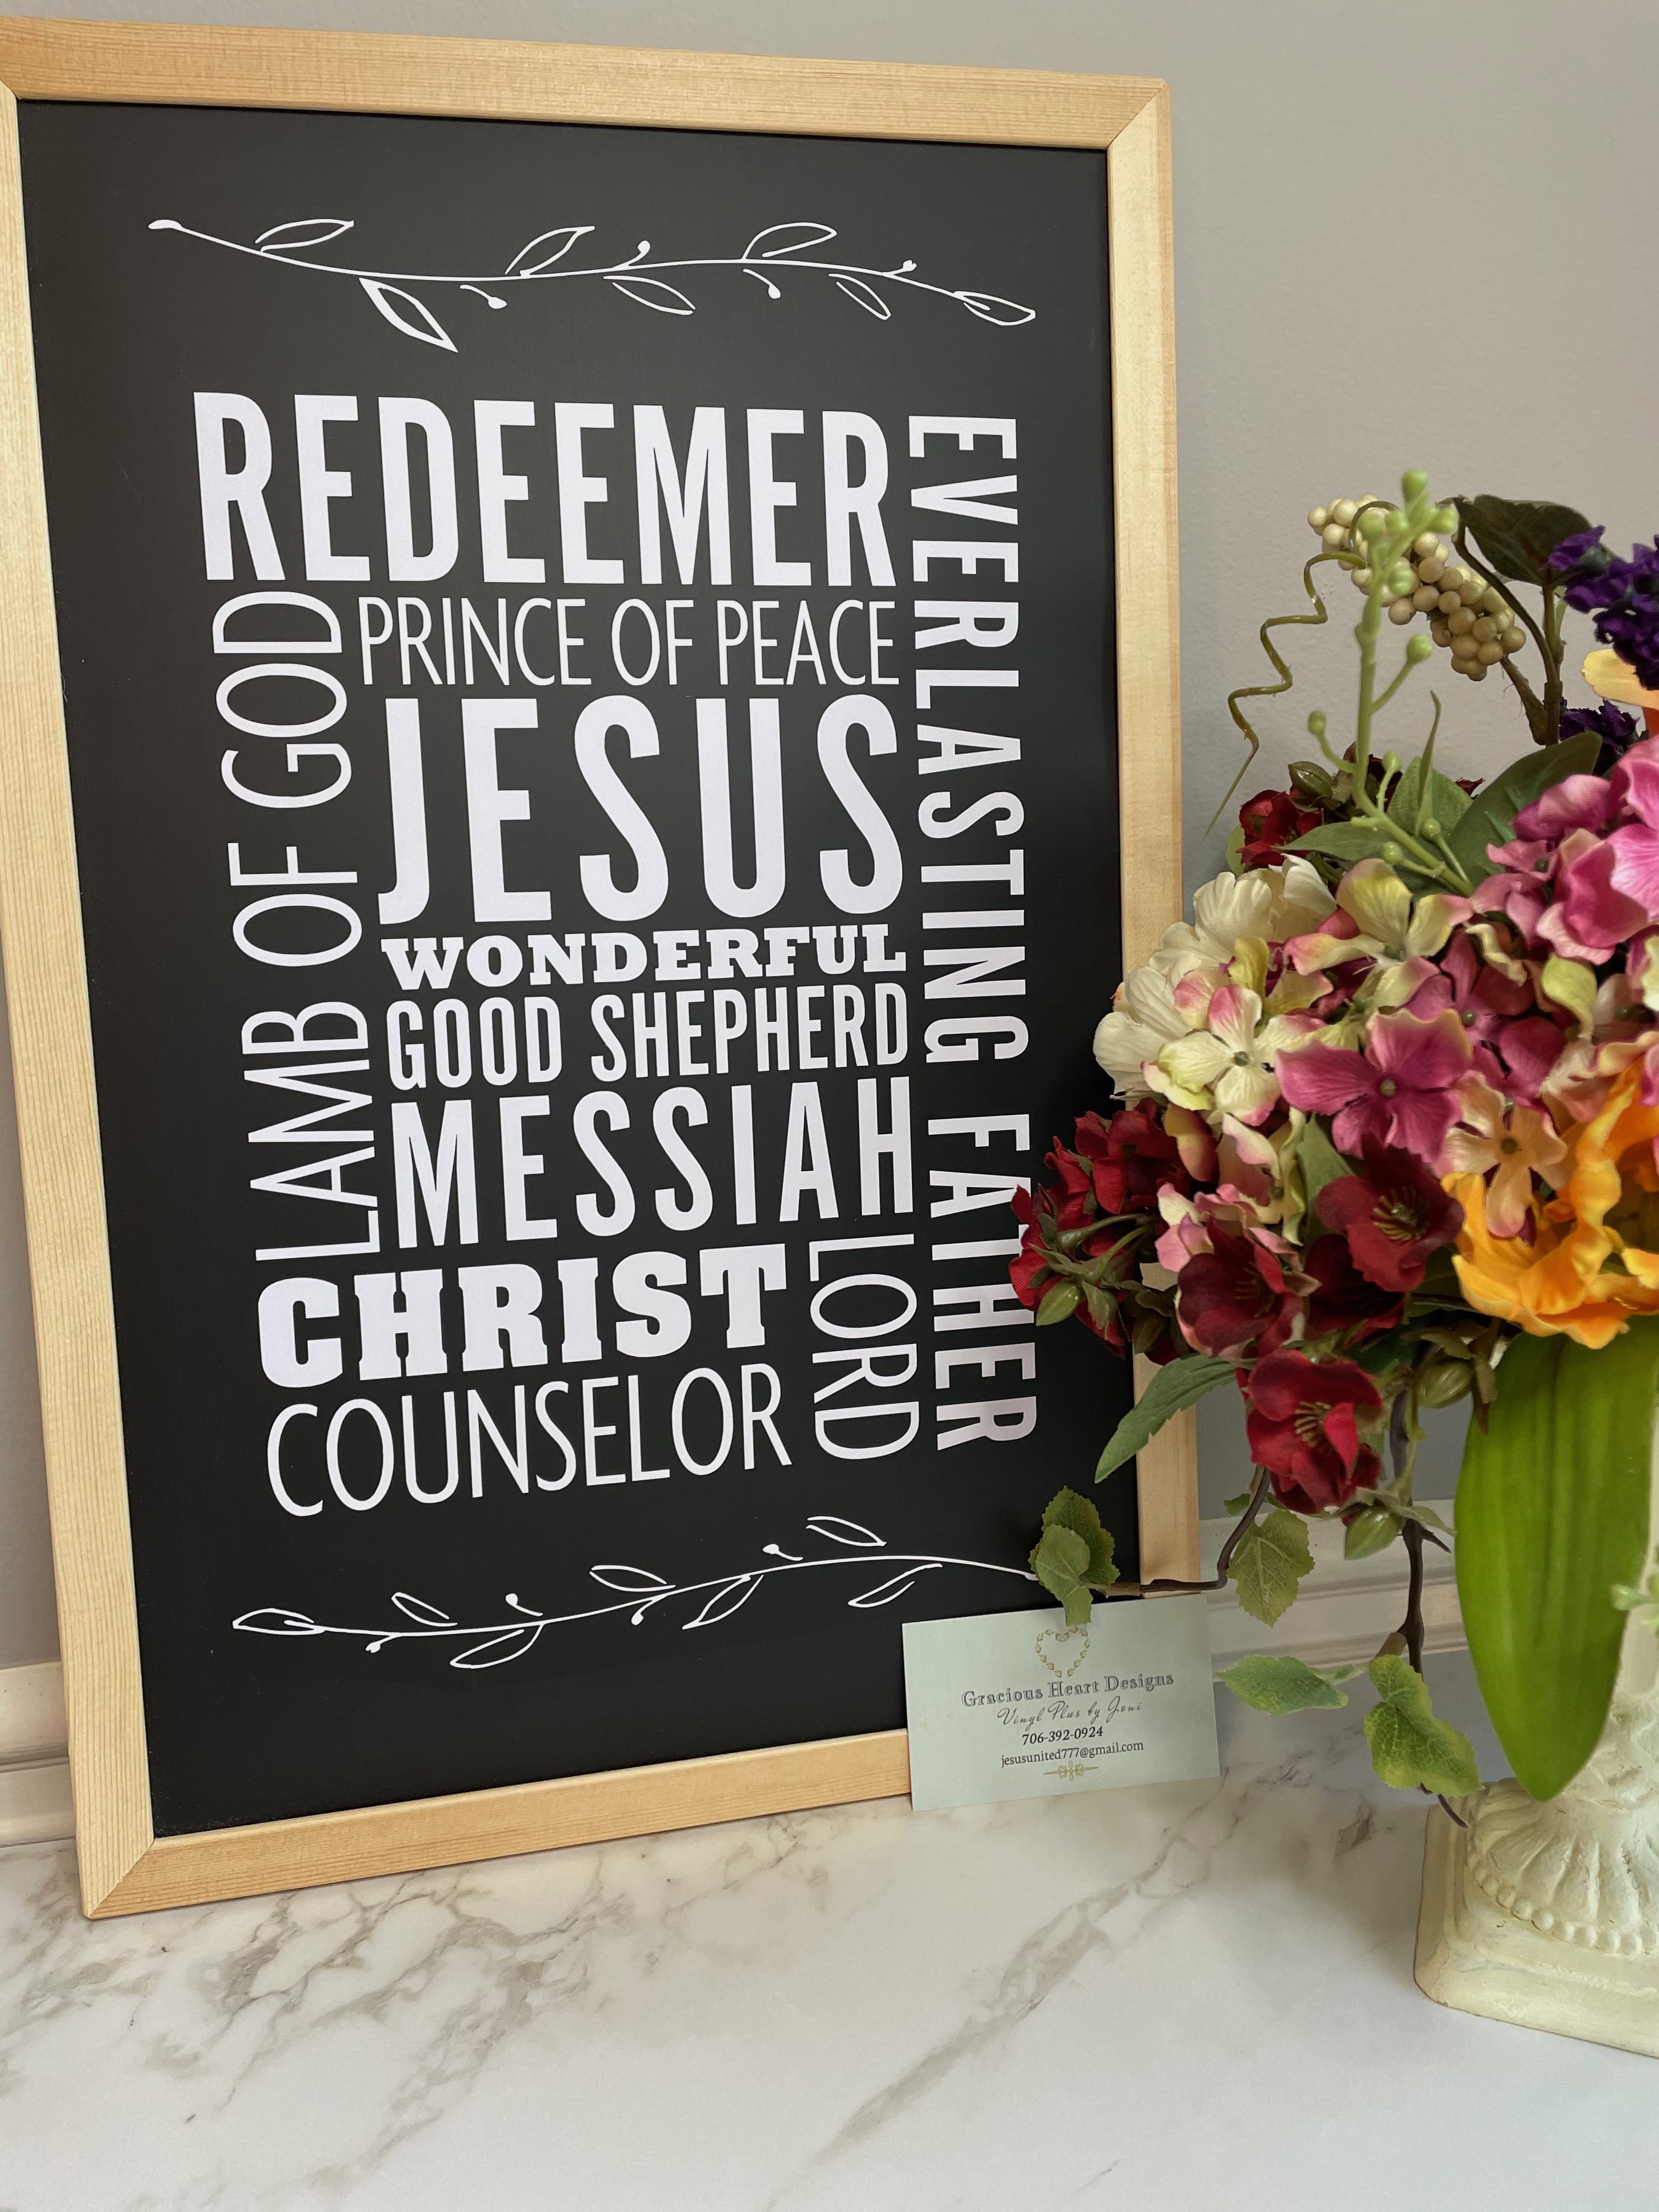 REDEEMER
EVERLASTING FATHER
LAMB OF GOD
PRINCE OF PEACE
JESUS
WONDERFUL
GOOD SHEPHERD
MESSIAH
CHRIST
LORD
COUNSELOR
Gracious Heart Designs
Vinyl Plus by Joni
706-392-0924
jesusunited777@gmail.com